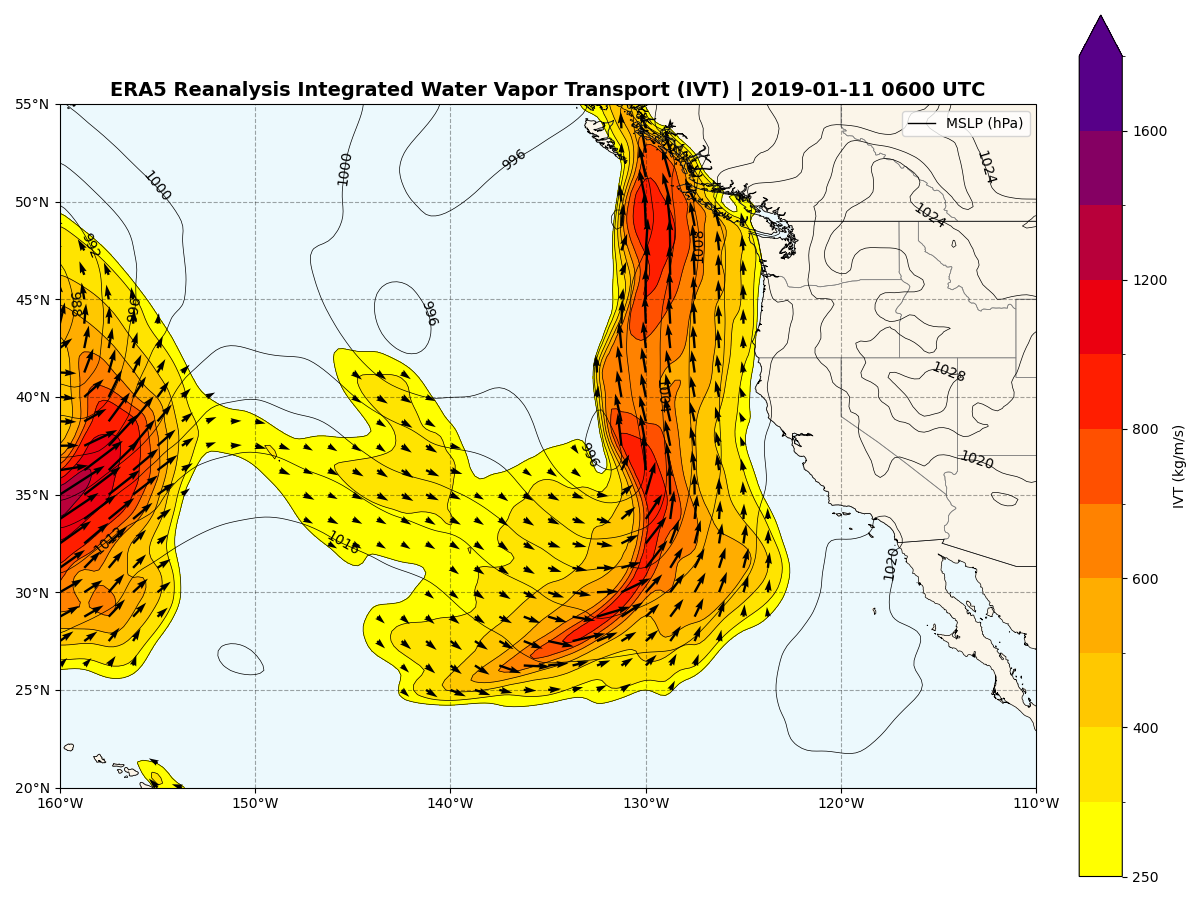 ERA5 Reanalysis Integrated Water Vapor Transport (IVT) | 2019-01-11 0600 UTC
MSLP (hPa)
55°N
50°N
45°N
40°N
35°N
30°N
25°N
20°N
160°W
150°W
140°W
130°W
120°W
110°W
1000
1000
996
1024
1024
992
988
996
996
1008
1004
1028
996
1020
1012
1016
1020
1600
1200
800
600
400
250
IVT (kg/m/s)